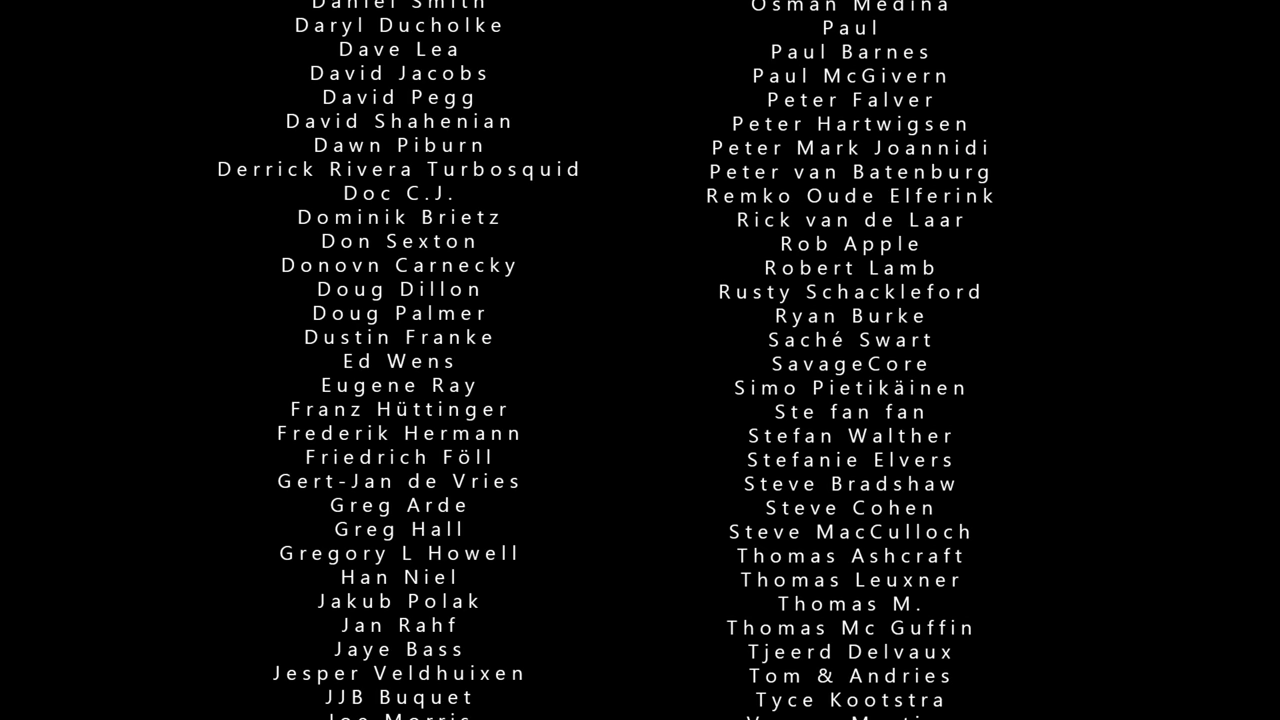 Daniel Smith
Daryl Ducholke
Dave Lea
David Jacobs
David Pegg
David Shahenian
Dawn Piburn
Derrick Rivera Turbosquid
Doc C.J.
Dominik Brietz
Don Sexton
Donovn Carnecky
Doug Dillon
Doug Palmer
Dustin Franke
Ed Wens
Eugene Ray
Franz Hüttinger
Frederik Hermann
Friedrich Föll
Gert-Jan de Vries
Greg Arde
Greg Hall
Gregory L Howell
Han Niel
Jakub Polak
Jan Rahf
Jaye Bass
Jesper Veldhuixen
JJB Buquet
Joe Morris
Osman Medina
Paul
Paul Barnes
Paul McGivern
Peter Falver
Peter Hartwigsen
Peter Mark Joannidi
Peter van Batenburg
Remko Oude Elferink
Rick van de Laar
Rob Apple
Robert Lamb
Rusty Schackleford
Ryan Burke
Saché Swart
SavageCore
Simo Pietikäinen
Ste fan fan
Stefan Walther
Stefanie Elvers
Steve Bradshaw
Steve Cohen
Steve MacCulloch
Thomas Ashcraft
Thomas Leuxner
Thomas M.
Thomas Mc Guffin
Tjeerd Delvaux
Tom & Andries
Tyce Kootstra